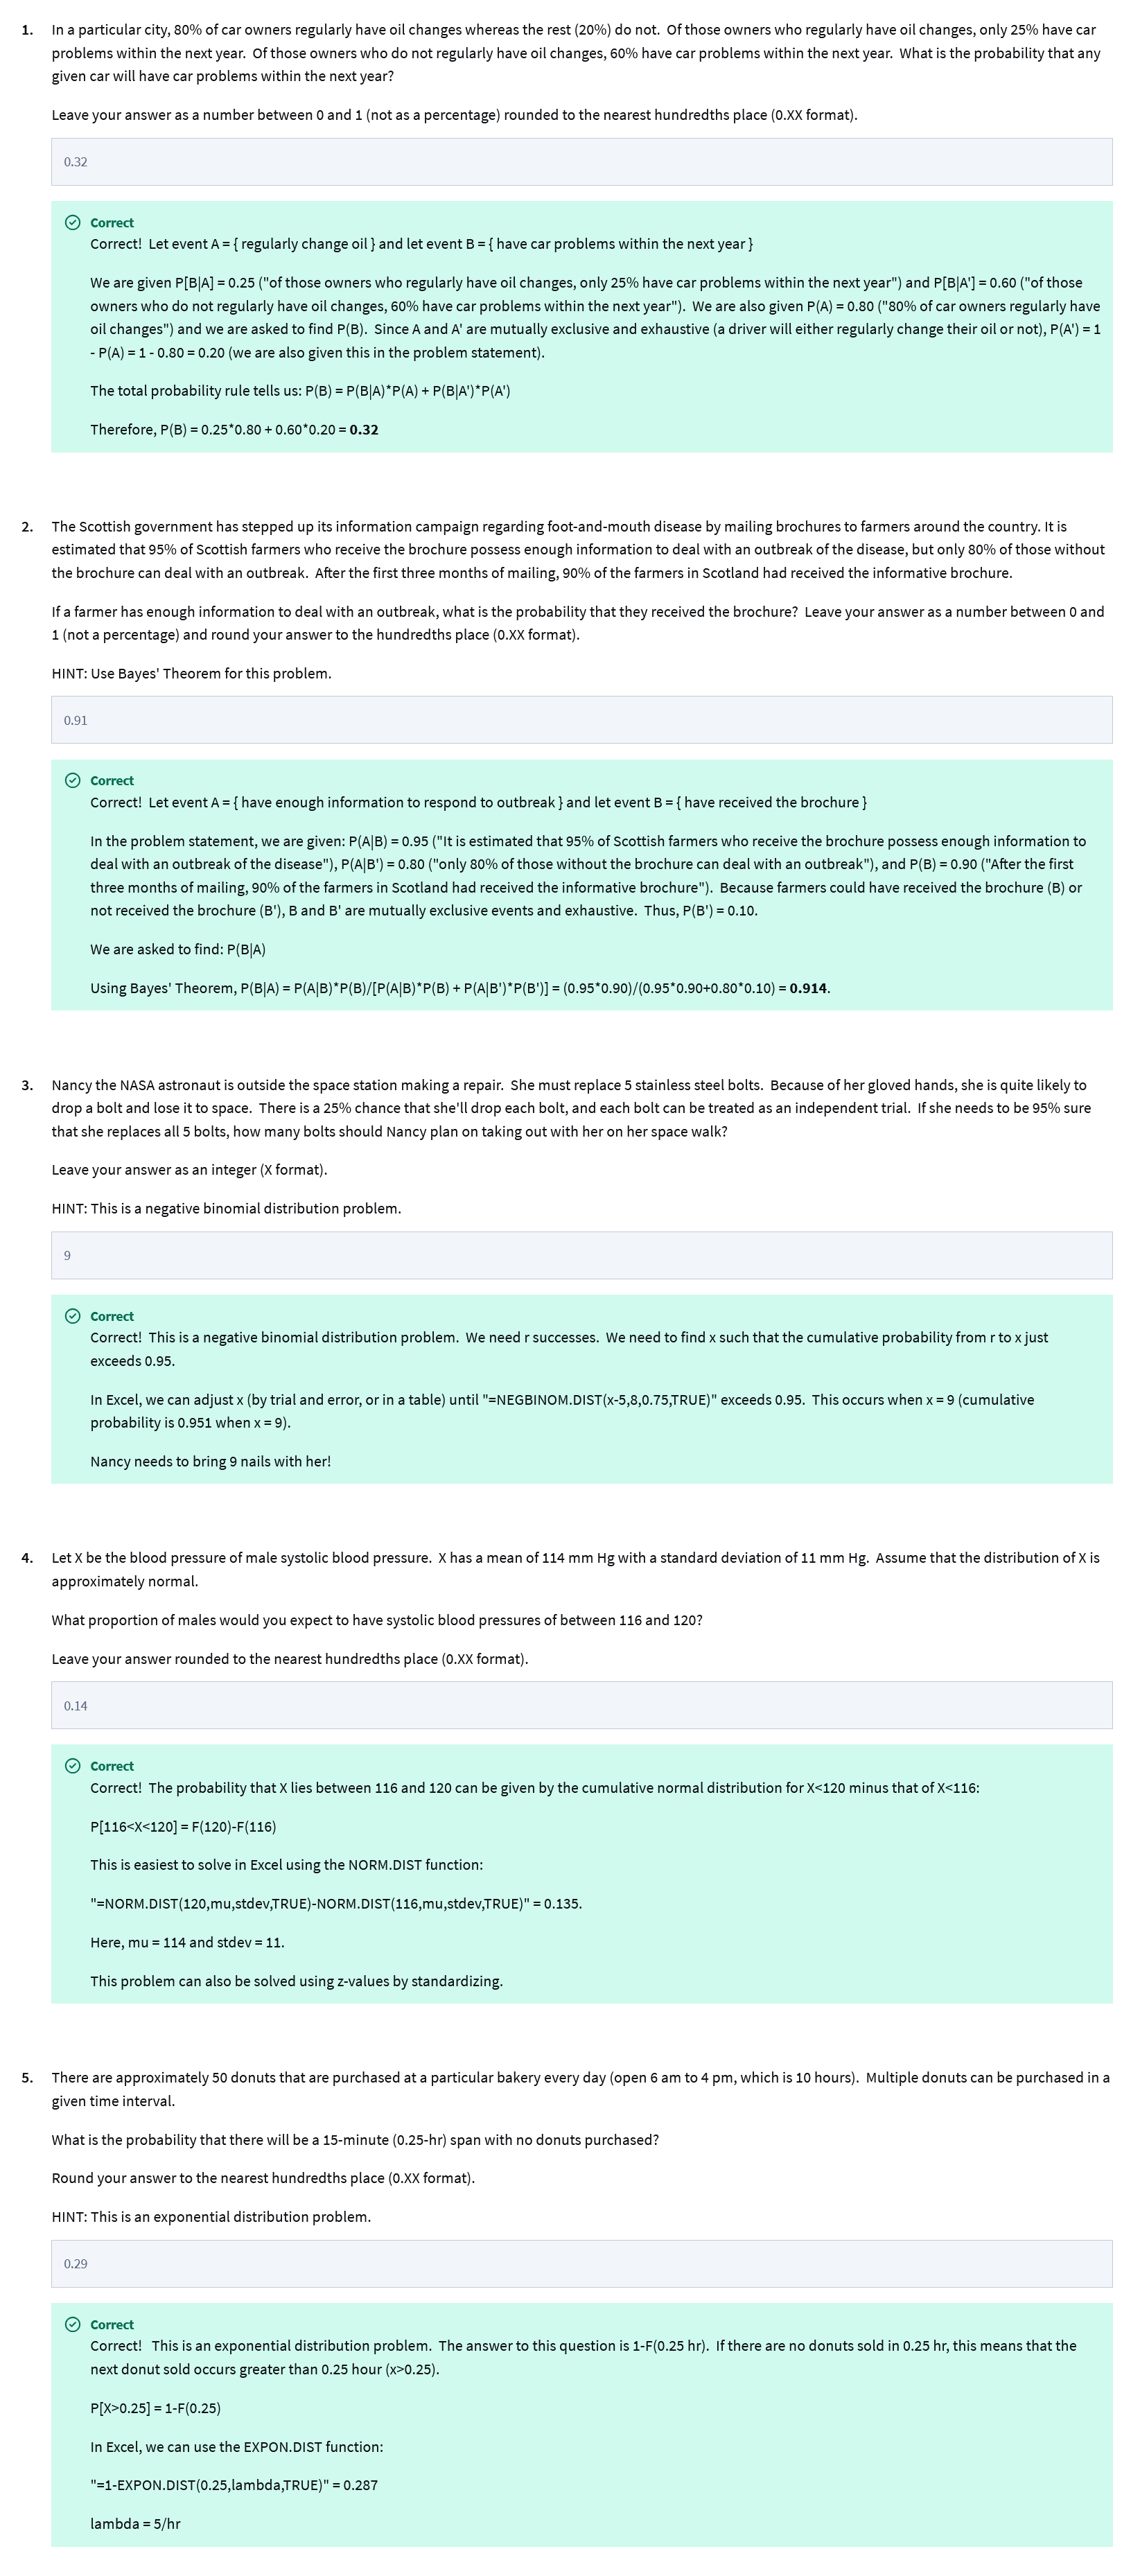 1. In a particular city, 80% of car owners regularly have oil changes whereas the rest (20%) do not.  Of those owners who regularly have oil changes, only 25% have car
problems within the next year.  Of those owners who do not regularly have oil changes, 60% have car problems within the next year.  What is the probability that any
given car will have car problems within the next year?
Leave your answer as a number between 0 and 1 (not as a percentage) rounded to the nearest hundredths place (0.XX format).
0.32
Correct
Correct!  Let event A = { regularly change oil } and let event B = { have car problems within the next year }
We are given P[B|A] = 0.25 ("of those owners who regularly have oil changes, only 25% have car problems within the next year") and P[B|A'] = 0.60 ("of those
owners who do not regularly have oil changes, 60% have car problems within the next year").  We are also given P(A) = 0.80 ("80% of car owners regularly have
oil changes") and we are asked to find P(B).  Since A and A' are mutually exclusive and exhaustive (a driver will either regularly change their oil or not), P(A') = 1
- P(A) = 1 - 0.80 = 0.20 (we are also given this in the problem statement).
The total probability rule tells us: P(B) = P(B|A)*P(A) + P(B|A')*P(A')
Therefore, P(B) = 0.25*0.80 + 0.60*0.20 = 0.32
2. The Scottish government has stepped up its information campaign regarding foot-and-mouth disease by mailing brochures to farmers around the country. It is
estimated that 95% of Scottish farmers who receive the brochure possess enough information to deal with an outbreak of the disease, but only 80% of those without
the brochure can deal with an outbreak.  After the first three months of mailing, 90% of the farmers in Scotland had received the informative brochure.
If a farmer has enough information to deal with an outbreak, what is the probability that they received the brochure?  Leave your answer as a number between 0 and
1 (not a percentage) and round your answer to the hundredths place (0.XX format).
HINT: Use Bayes' Theorem for this problem.
0.91
Correct
Correct!  Let event A = { have enough information to respond to outbreak } and let event B = { have received the brochure }
In the problem statement, we are given: P(A|B) = 0.95 ("It is estimated that 95% of Scottish farmers who receive the brochure possess enough information to
deal with an outbreak of the disease"), P(A|B') = 0.80 ("only 80% of those without the brochure can deal with an outbreak"), and P(B) = 0.90 ("After the first
three months of mailing, 90% of the farmers in Scotland had received the informative brochure").  Because farmers could have received the brochure (B) or
not received the brochure (B'), B and B' are mutually exclusive events and exhaustive.  Thus, P(B') = 0.10.
We are asked to find: P(B|A)
Using Bayes' Theorem, P(B|A) = P(A|B)*P(B)/[P(A|B)*P(B) + P(A|B')*P(B')] = (0.95*0.90)/(0.95*0.90+0.80*0.10) = 0.914.
3. Nancy the NASA astronaut is outside the space station making a repair.  She must replace 5 stainless steel bolts.  Because of her gloved hands, she is quite likely to
drop a bolt and lose it to space.  There is a 25% chance that she'll drop each bolt, and each bolt can be treated as an independent trial.  If she needs to be 95% sure
that she replaces all 5 bolts, how many bolts should Nancy plan on taking out with her on her space walk?
Leave your answer as an integer (X format).
HINT: This is a negative binomial distribution problem.
9
Correct
Correct!  This is a negative binomial distribution problem.  We need r successes.  We need to find x such that the cumulative probability from r to x just
exceeds 0.95.
In Excel, we can adjust x (by trial and error, or in a table) until "=NEGBINOM.DIST(x-5,8,0.75,TRUE)" exceeds 0.95.  This occurs when x = 9 (cumulative
probability is 0.951 when x = 9).
Nancy needs to bring 9 nails with her!
4. Let X be the blood pressure of male systolic blood pressure.  X has a mean of 114 mm Hg with a standard deviation of 11 mm Hg.  Assume that the distribution of X is
approximately normal.
What proportion of males would you expect to have systolic blood pressures of between 116 and 120?
Leave your answer rounded to the nearest hundredths place (0.XX format).
0.14
Correct
Correct!  The probability that X lies between 116 and 120 can be given by the cumulative normal distribution for X<120 minus that of X<116:
P[116<X<120] = F(120)-F(116)
This is easiest to solve in Excel using the NORM.DIST function:
"=NORM.DIST(120,mu,stdev,TRUE)-NORM.DIST(116,mu,stdev,TRUE)" = 0.135.
Here, mu = 114 and stdev = 11.
This problem can also be solved using z-values by standardizing.
5. There are approximately 50 donuts that are purchased at a particular bakery every day (open 6 am to 4 pm, which is 10 hours).  Multiple donuts can be purchased in a
given time interval.
What is the probability that there will be a 15-minute (0.25-hr) span with no donuts purchased?
Round your answer to the nearest hundredths place (0.XX format).
HINT: This is an exponential distribution problem.
0.29
Correct
Correct!   This is an exponential distribution problem.  The answer to this question is 1-F(0.25 hr).  If there are no donuts sold in 0.25 hr, this means that the
next donut sold occurs greater than 0.25 hour (x>0.25).
P[X>0.25] = 1-F(0.25)
In Excel, we can use the EXPON.DIST function:
"=1-EXPON.DIST(0.25,lambda,TRUE)" = 0.287
lambda = 5/hr